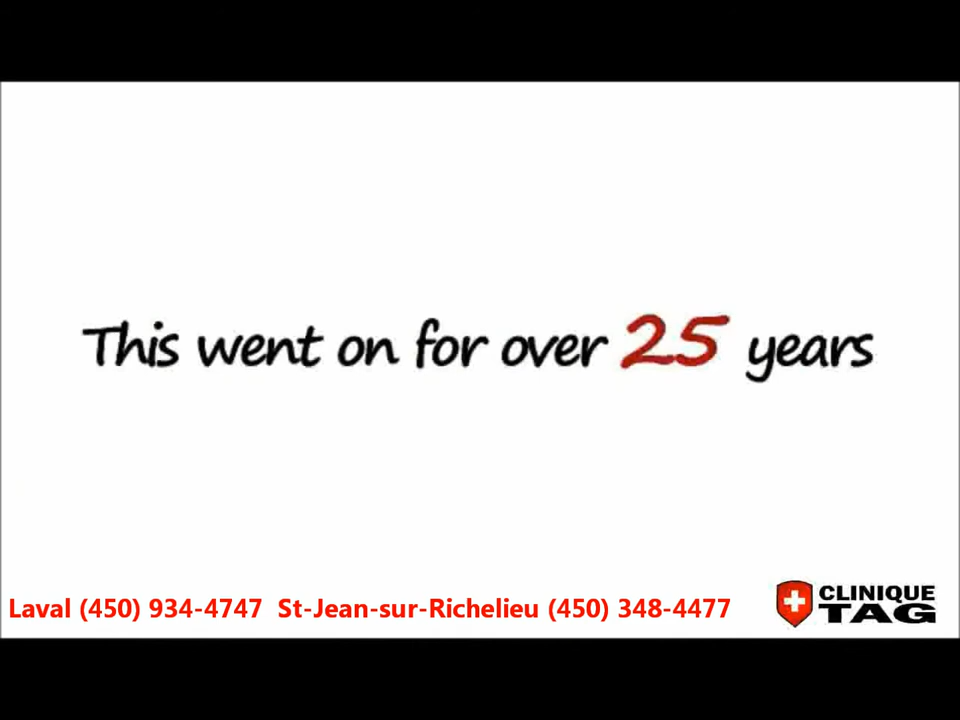 This went on for over 25 years
Laval (450) 934-4747 St-Jean-sur-Richelieu (450) 348-4477
CLINIQUE
TAG